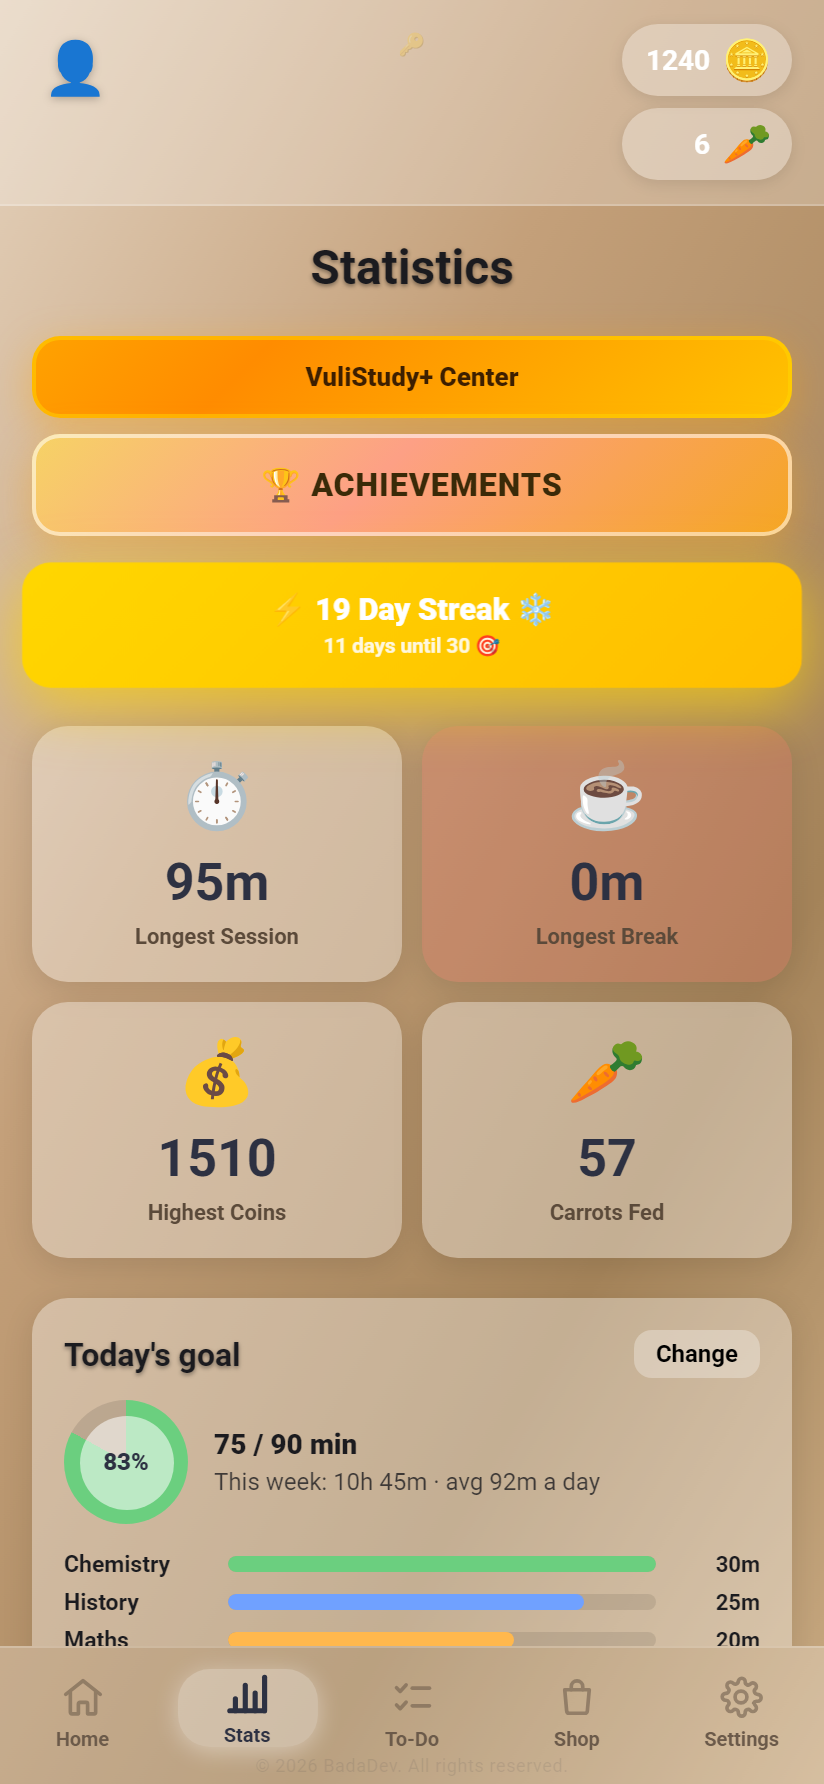 1240
6
Statistics
VuliStudy+ Center
🏆 ACHIEVEMENTS
⚡ 19 Day Streak ❄️
11 days until 30 🎯
95m
Longest Session
0m
Longest Break
1510
Highest Coins
57
Carrots Fed
Today's goal
Change
83%
75 / 90 min
This week: 10h 45m · avg 92m a day
Chemistry 30m
History 25m
Maths 20m
Home
Stats
To-Do
Shop
Settings
© 2026 BadaDev. All rights reserved.